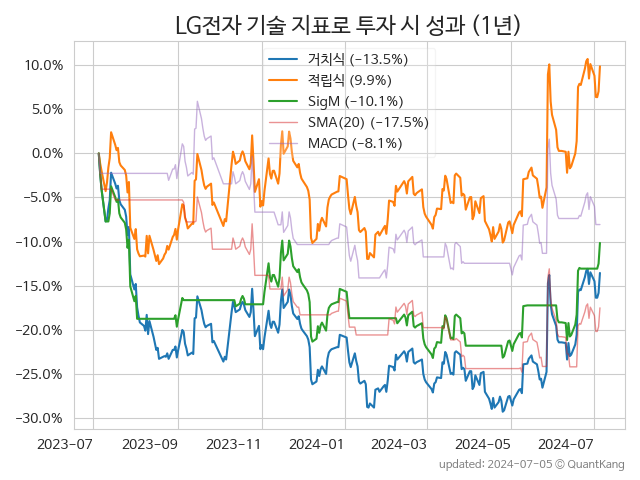 LG전자 기술 지표로 투자 시 성과 (1년)
거치식 (−13.5%)
적립식 (9.9%)
SigM (−10.1%)
SMA(20) (−17.5%)
MACD (−8.1%)
10.0%
5.0%
0.0%
−5.0%
−10.0%
−15.0%
−20.0%
−25.0%
−30.0%
2023-07 2023-09 2023-11 2024-01 2024-03 2024-05 2024-07
updated: 2024-07-05 ⓒ QuantKang